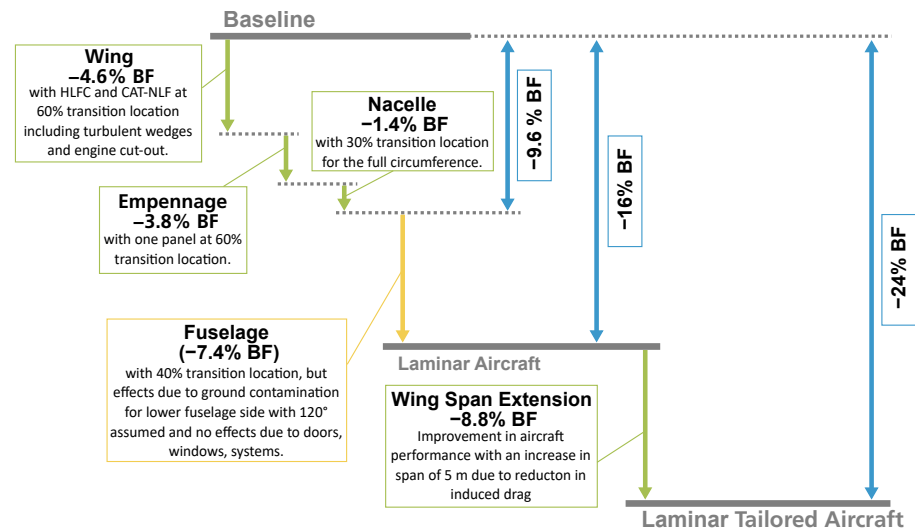 Baseline
Wing
−4.6% BF
with HLFC and CAT-NLF at
60% transition location
including turbulent wedges
and engine cut-out.
Nacelle
−1.4% BF
with 30% transition location
for the full circumference.
−9.6 % BF
−16% BF
−24% BF
Empennage
−3.8% BF
with one panel at 60%
transition location.
Fuselage
(−7.4% BF)
with 40% transition location, but
effects due to ground contamination
for lower fuselage side with 120°
assumed and no effects due to doors,
windows, systems.
Laminar Aircraft
Wing Span Extension
−8.8% BF
Improvement in aircraft
performance with an increase in
span of 5 m due to reducton in
induced drag
Laminar Tailored Aircraft